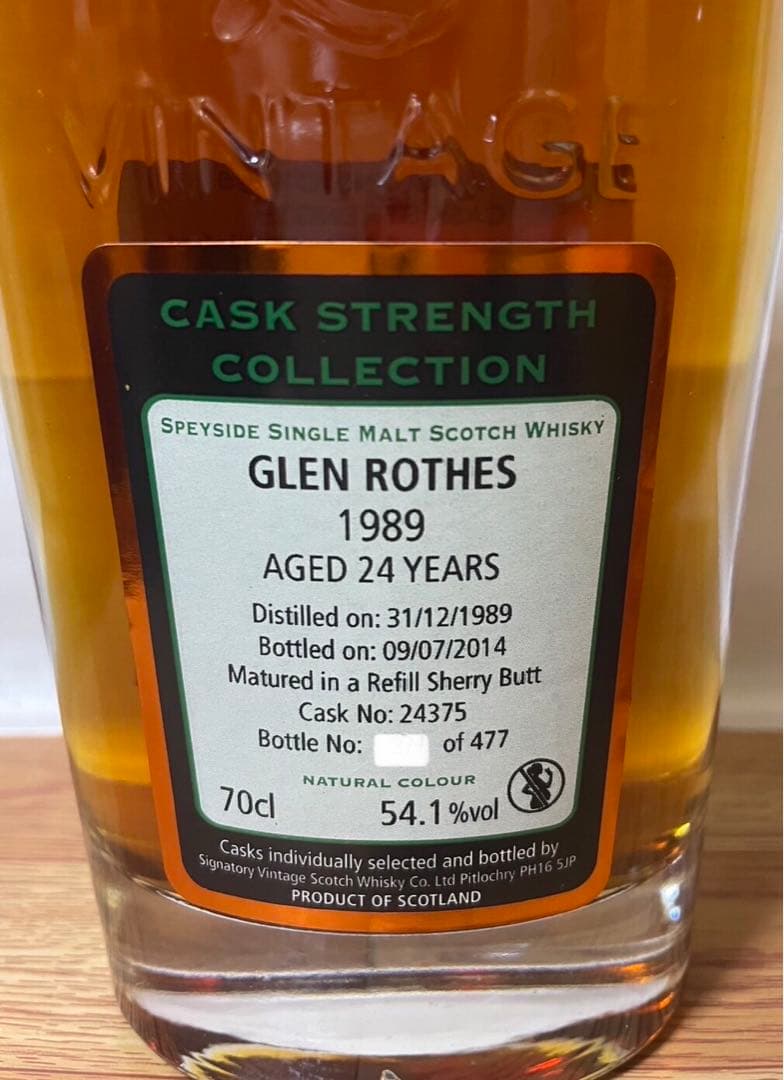 VINTAGE
CASK STRENGTH
COLLECTION
SPEYSIDE SINGLE MALT SCOTCH WHISKY
GLEN ROTHES
1989
AGED 24 YEARS
Distilled on: 31/12/1989
Bottled on: 09/07/2014
Matured in a Refill Sherry Butt
Cask No: 24375
Bottle No: of 477
NATURAL COLOUR
70cl 54.1%vol
Casks individually selected and bottled by
Signatory Vintage Scotch Whisky Co. Ltd Pitlochry PH16 5JP
PRODUCT OF SCOTLAND